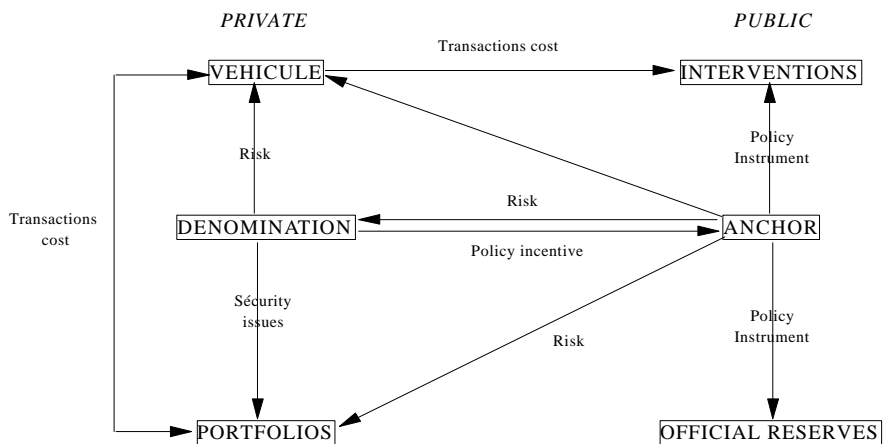 PRIVATE
PUBLIC
Transactions cost
VEHICULE
INTERVENTIONS
Risk
Policy
Instrument
Transactions
cost
Risk
DENOMINATION
ANCHOR
Policy incentive
Sécurity
issues
Policy
Instrument
Risk
PORTFOLIOS
OFFICIAL RESERVES